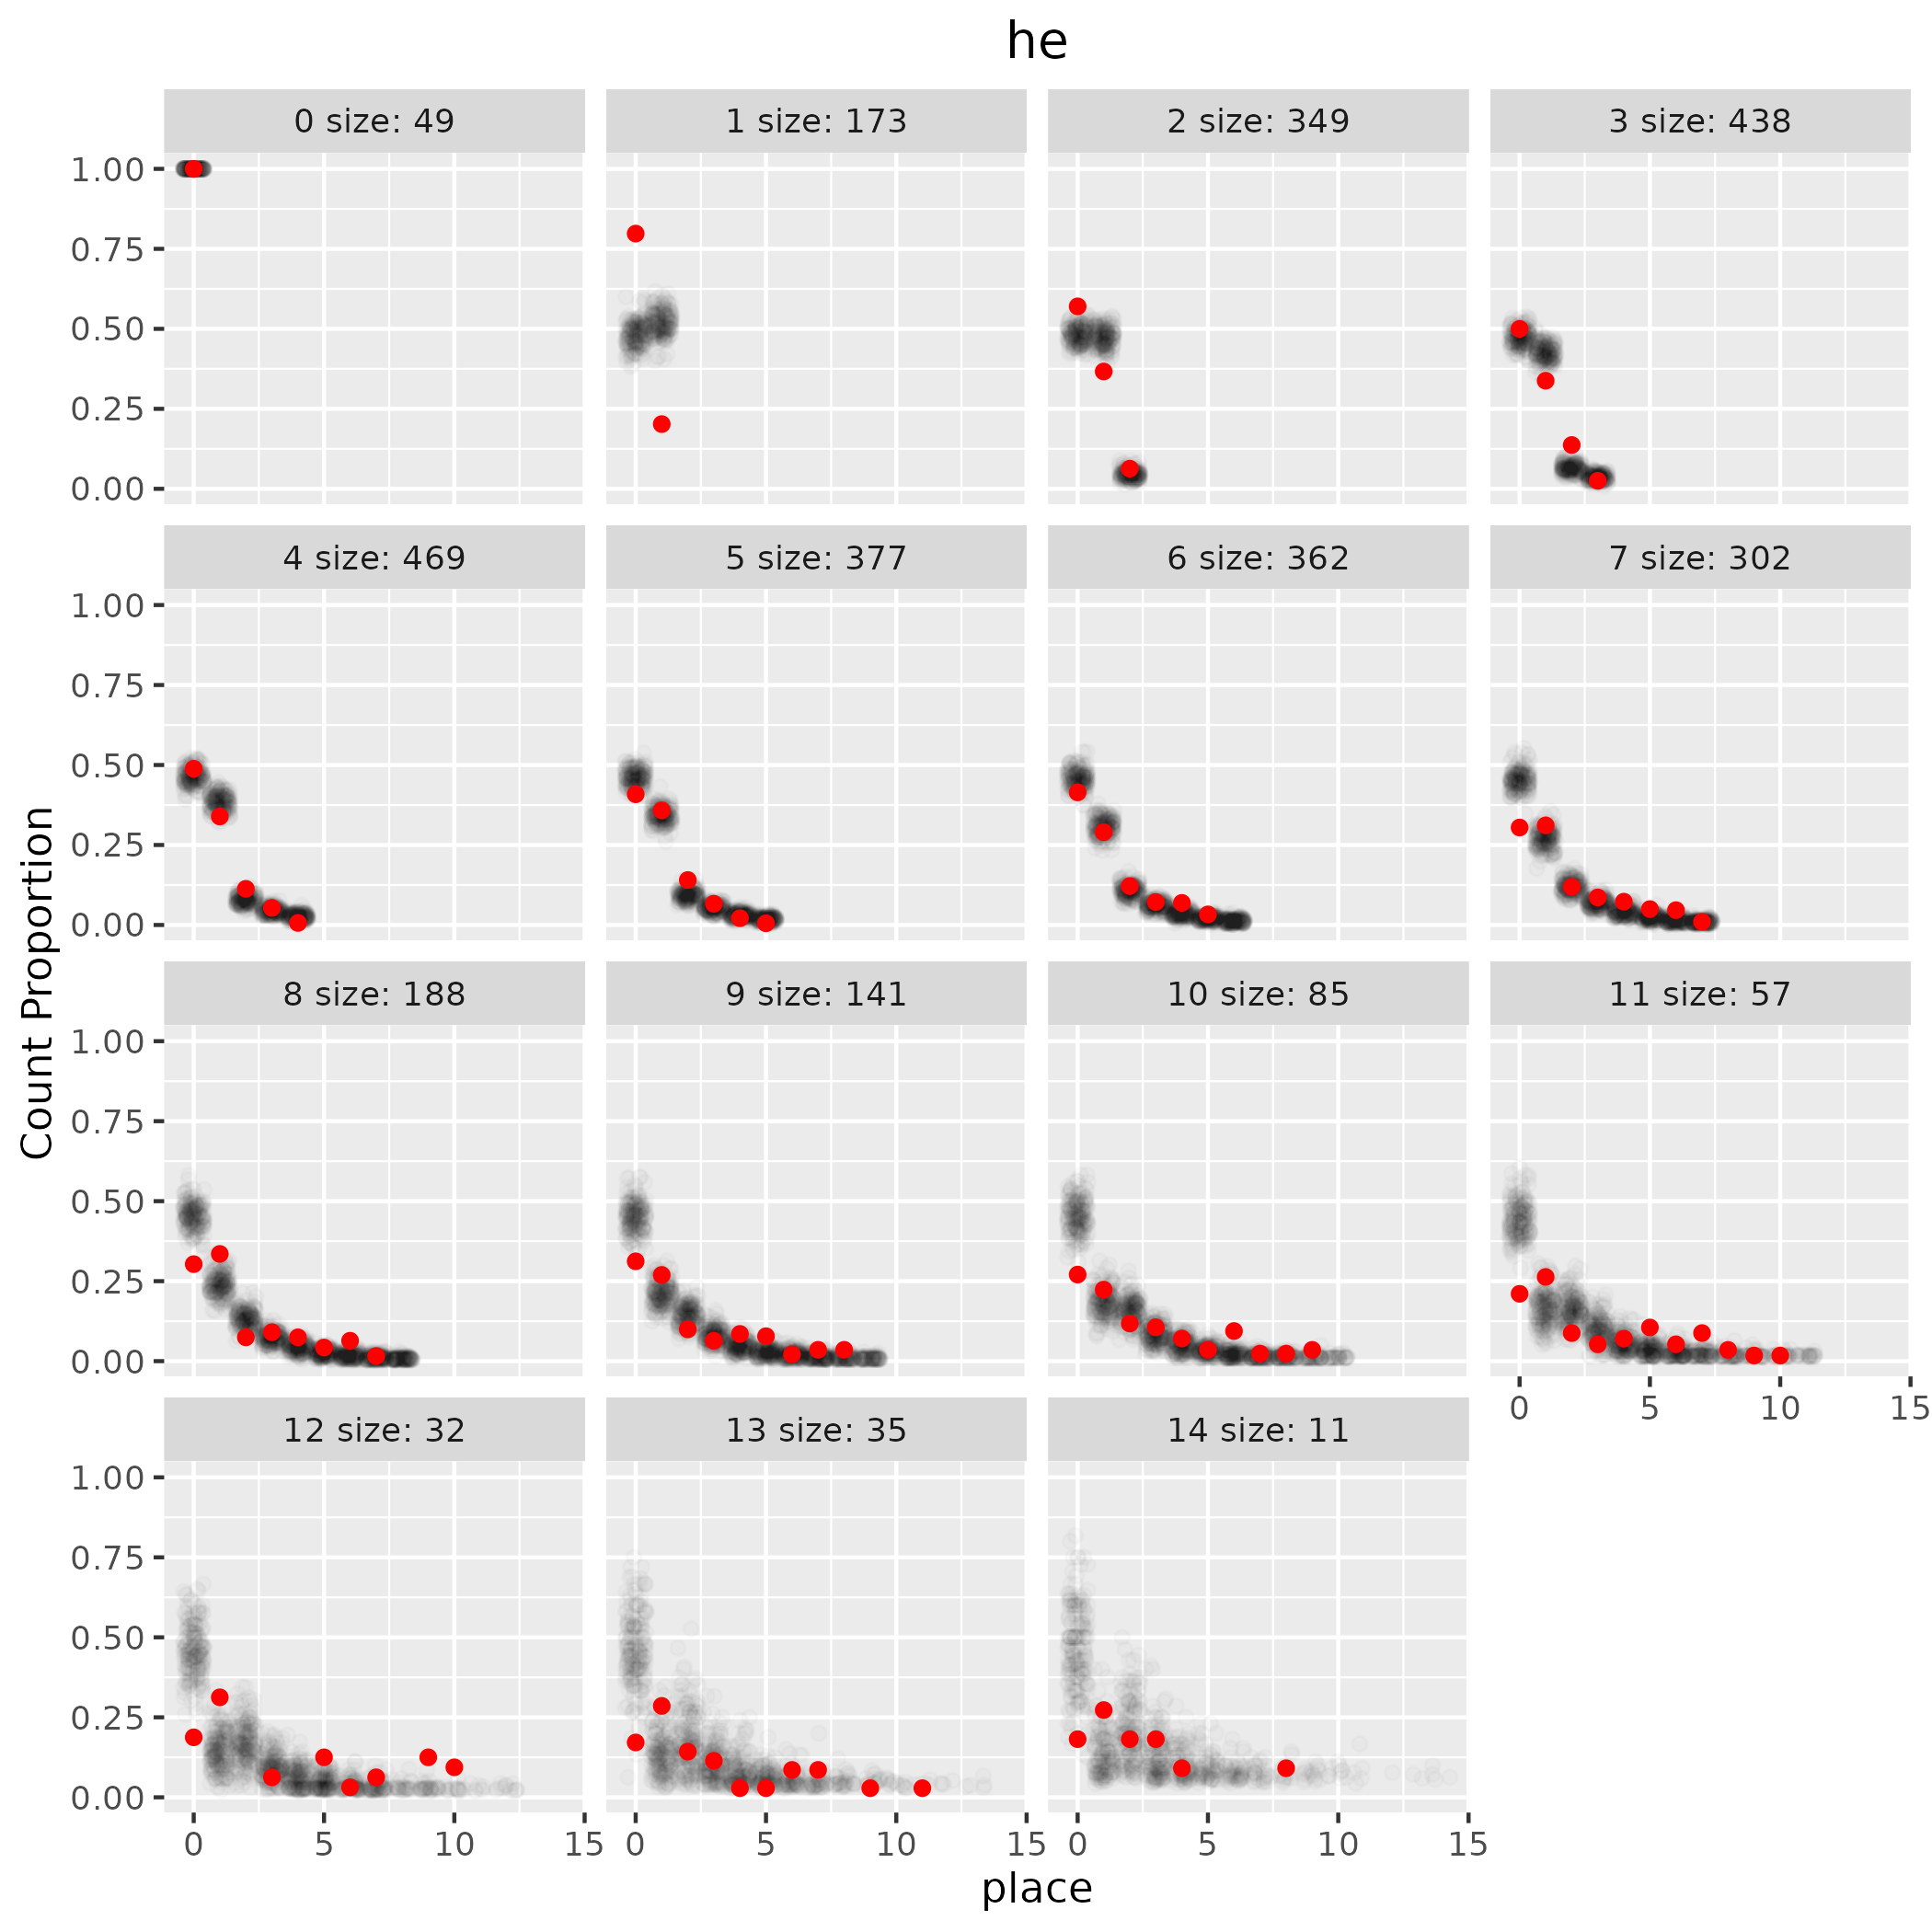 he
0 size: 49
1 size: 173
2 size: 349
3 size: 438
1.00
0.75
0.50
0.25
0.00
4 size: 469
5 size: 377
6 size: 362
7 size: 302
1.00
0.75
0.50
0.25
0.00
Count Proportion
8 size: 188
9 size: 141
10 size: 85
11 size: 57
1.00
0.75
0.50
0.25
0.00
0 5 10 15
12 size: 32
13 size: 35
14 size: 11
1.00
0.75
0.50
0.25
0.00
0 5 10 15
0 5 10 15
0 5 10 15
place